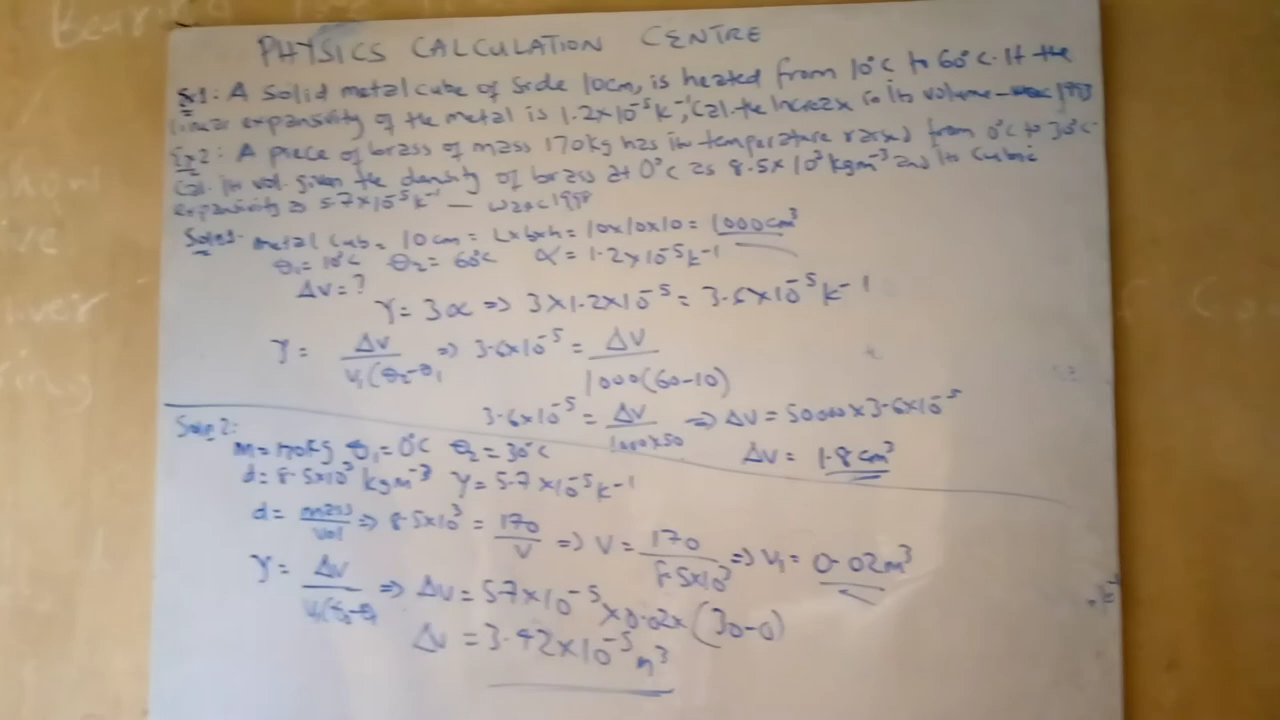 PHYSICS CALCULATION CENTRE
Ex1: A solid metal cube of side 10cm, is heated from 10°C to 60°C. If the
linear expansivity of the metal is 1.2x10⁻⁵K⁻¹, Cal. the increase in its volume - waec 1993
Ex2: A piece of brass of mass 170kg has its temperature raised from 0°C to 30°C.
Cal. its vol. given the density of brass at 0°C as 8.5x10³kgm⁻³ and its cubic
expansivity as 5.7x10⁻⁵K⁻¹ — waec 1998
Soln1. metal cube = 10cm = Lxbxh = 10x10x10 = 1000cm³
θ₁= 10°C θ₂= 60°C α = 1.2x10⁻⁵K⁻¹
ΔV = ?
γ = 3α => 3x1.2x10⁻⁵ = 3.6x10⁻⁵K⁻¹
γ = ΔV/V₁(θ₂-θ₁ => 3.6x10⁻⁵ = ΔV/1000(60-10)
3.6x10⁻⁵ = ΔV/1000x50 => ΔV = 50000x3.6x10⁻⁵
ΔV = 1.8cm³
Soln2:
m=170kg θ₁=0°C θ₂=30°C
d= 8.5x10³kgm⁻³ γ=5.7x10⁻⁵K⁻¹
d= mass/vol => 8.5x10³ = 170/V => V = 170/8.5x10³ => V₁= 0.02m³
γ= ΔV/V₁(θ₂-θ₁ => ΔV = 5.7x10⁻⁵x0.02x(30-0)
ΔV = 3.42x10⁻⁵m³